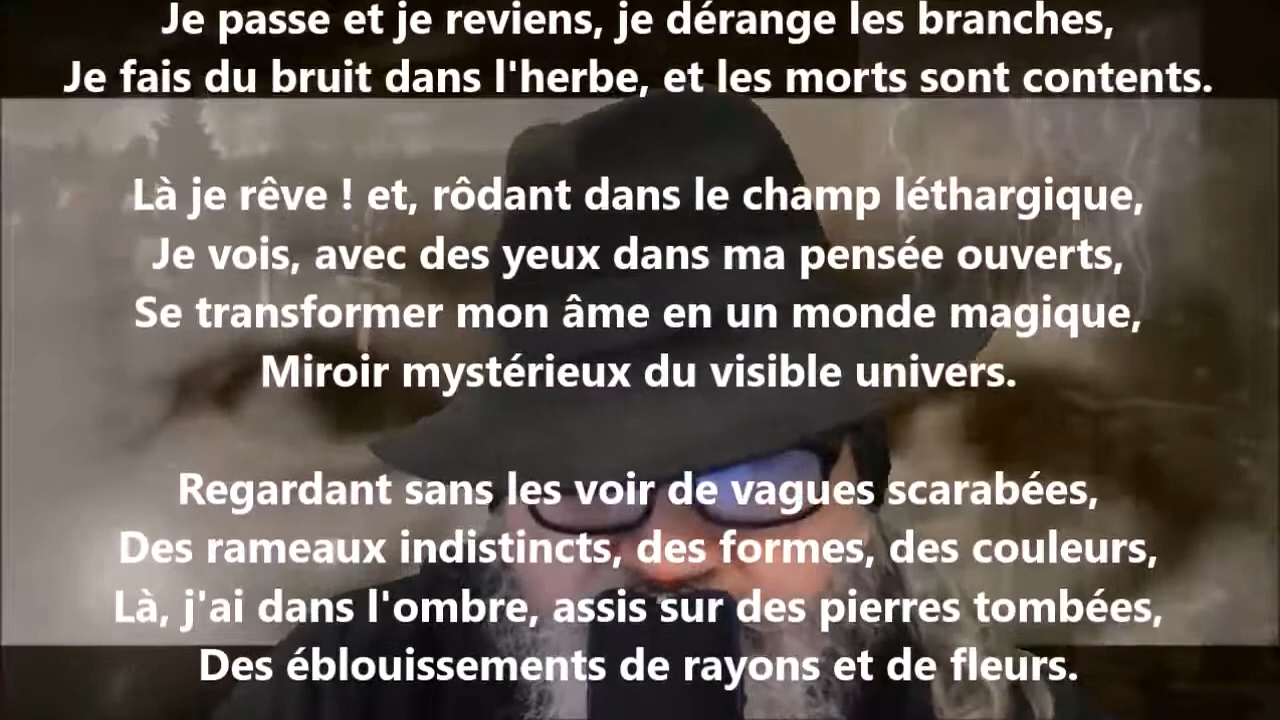 Je passe et je reviens, je dérange les branches,
Je fais du bruit dans l'herbe, et les morts sont contents.
Là je rêve ! et, rôdant dans le champ léthargique,
Je vois, avec des yeux dans ma pensée ouverts,
Se transformer mon âme en un monde magique,
Miroir mystérieux du visible univers.
Regardant sans les voir de vagues scarabées,
Des rameaux indistincts, des formes, des couleurs,
Là, j'ai dans l'ombre, assis sur des pierres tombées,
Des éblouissements de rayons et de fleurs.